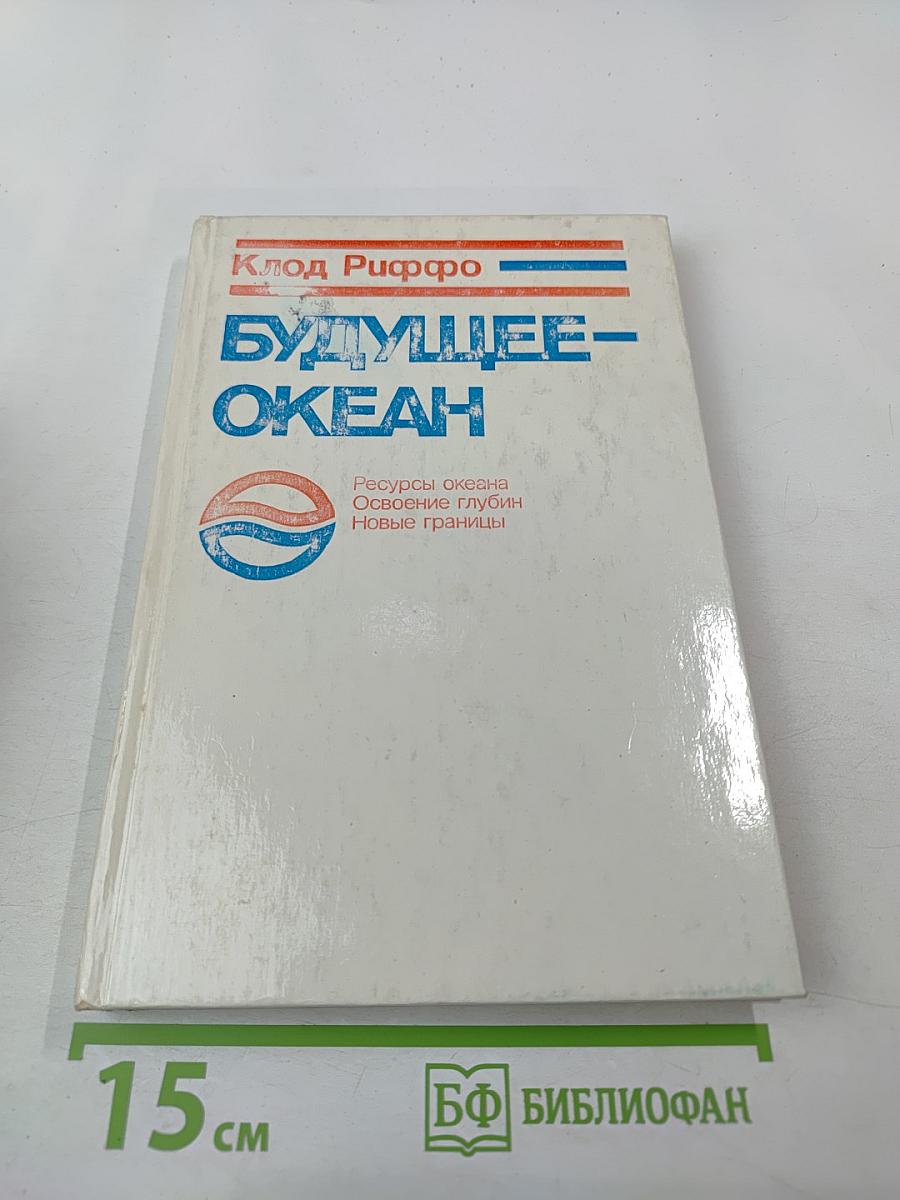 Клод Риффо
БУДУЩЕЕ–
ОКЕАН
Ресурсы океана
Освоение глубин
Новые границы
15 см
БФ БИБЛИОФАН